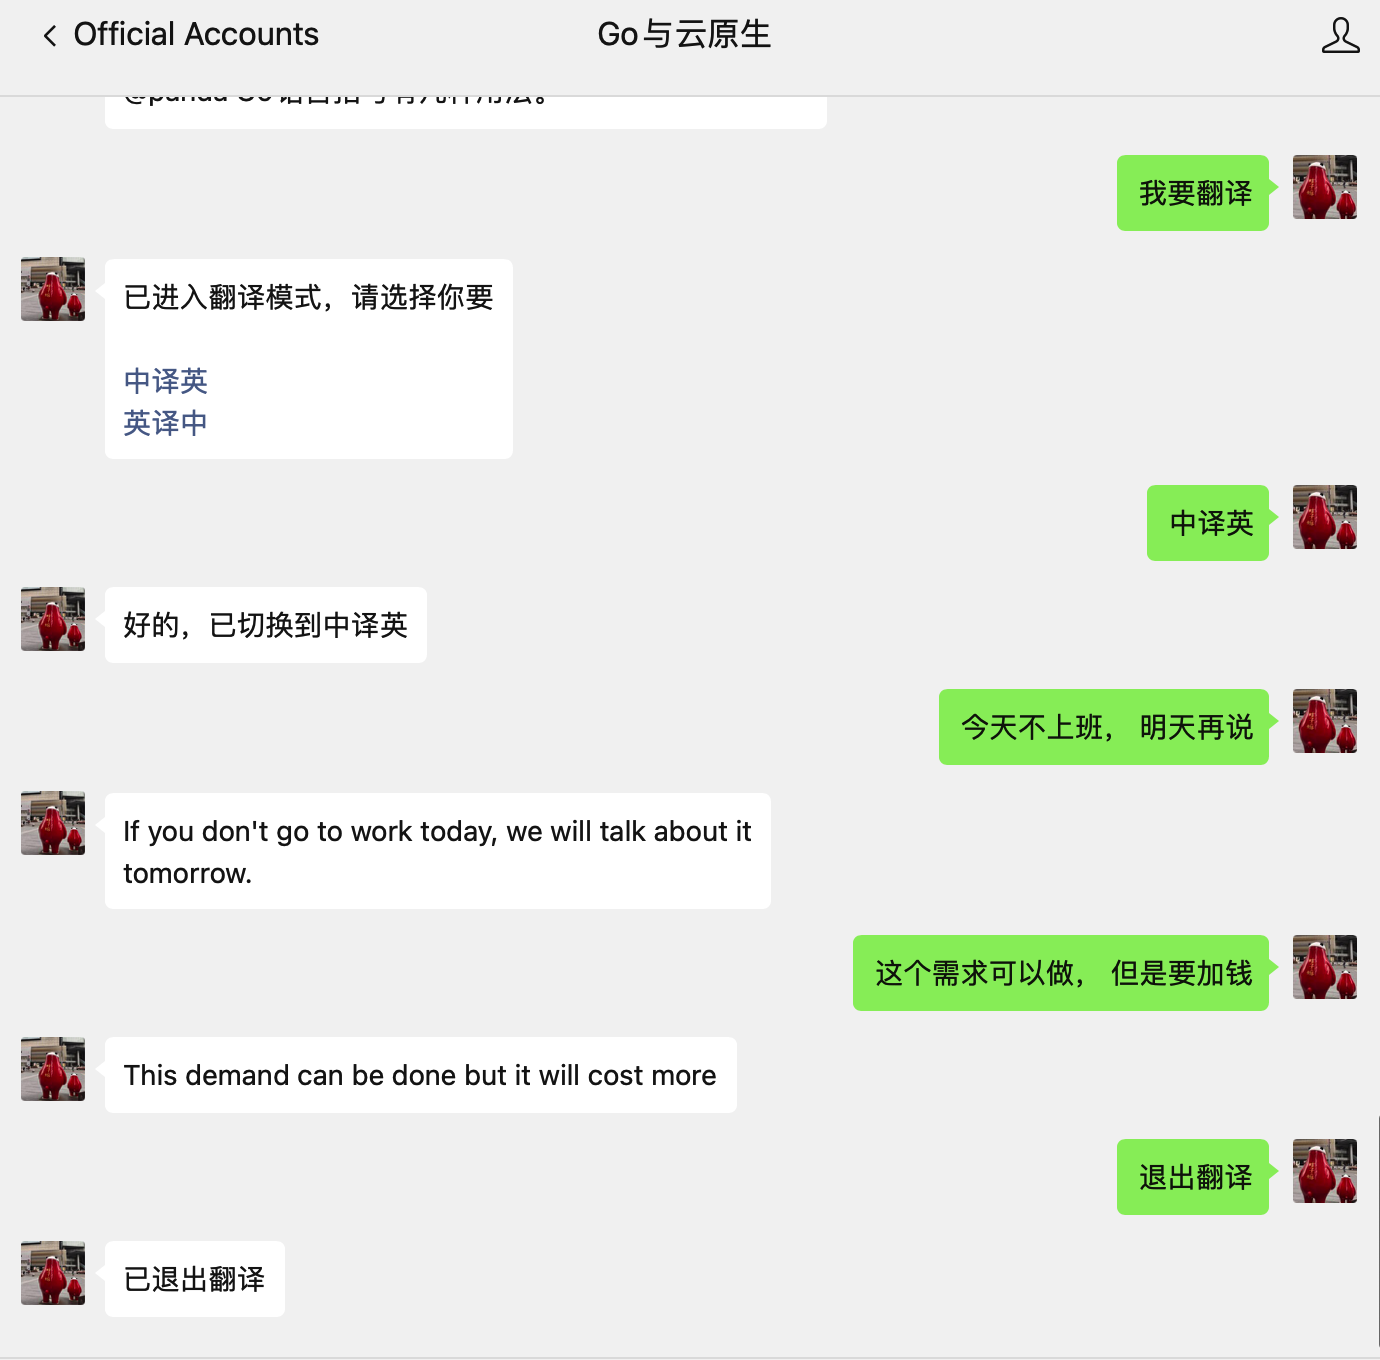 Official Accounts
Go与云原生
我要翻译
已进入翻译模式，请选择你要
中译英
英译中
中译英
好的，已切换到中译英
今天不上班， 明天再说
If you don't go to work today, we will talk about it
tomorrow.
这个需求可以做， 但是要加钱
This demand can be done but it will cost more
退出翻译
已退出翻译